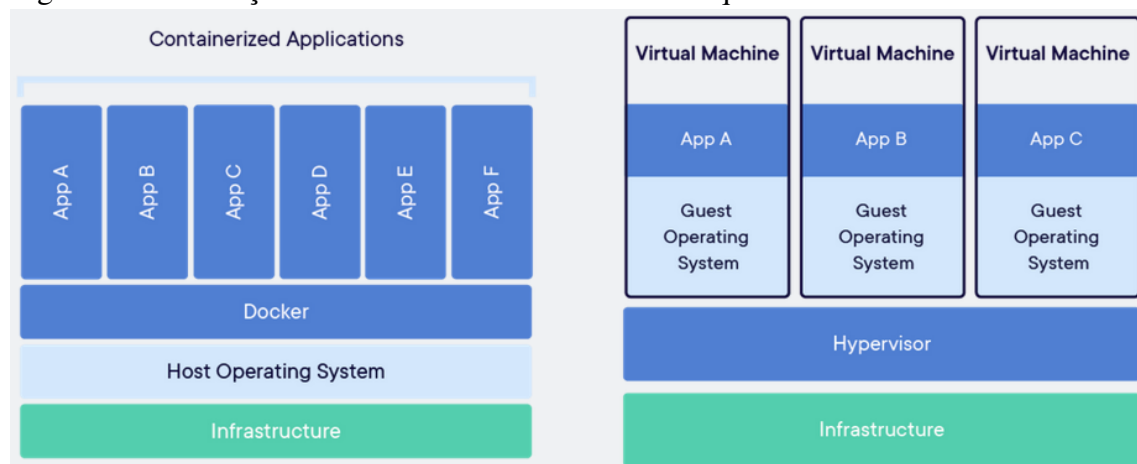 Containerized Applications
App A
App B
App C
App D
App E
App F
Docker
Host Operating System
Infrastructure
Virtual Machine
App A
Guest
Operating
System
Virtual Machine
App B
Guest
Operating
System
Virtual Machine
App C
Guest
Operating
System
Hypervisor
Infrastructure